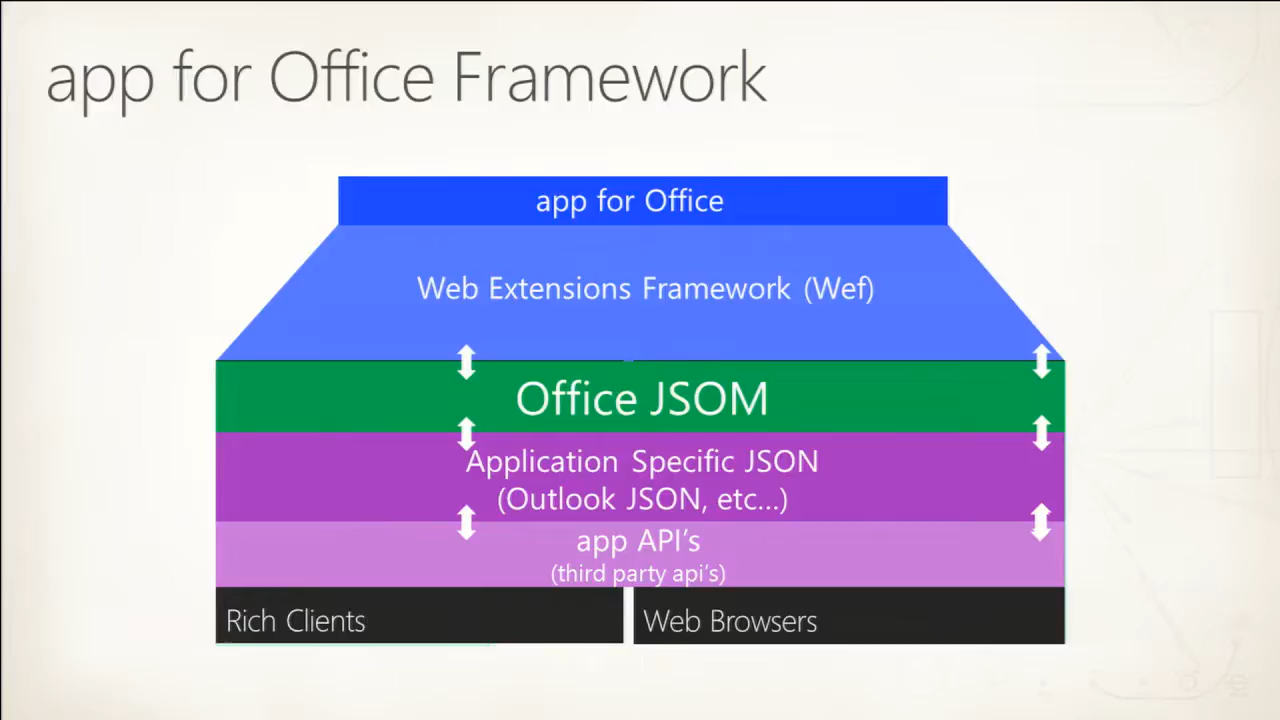 app for Office Framework
app for Office
Web Extensions Framework (Wef)
Office JSOM
Application Specific JSON
(Outlook JSON, etc...)
app API's
(third party api's)
Rich Clients
Web Browsers